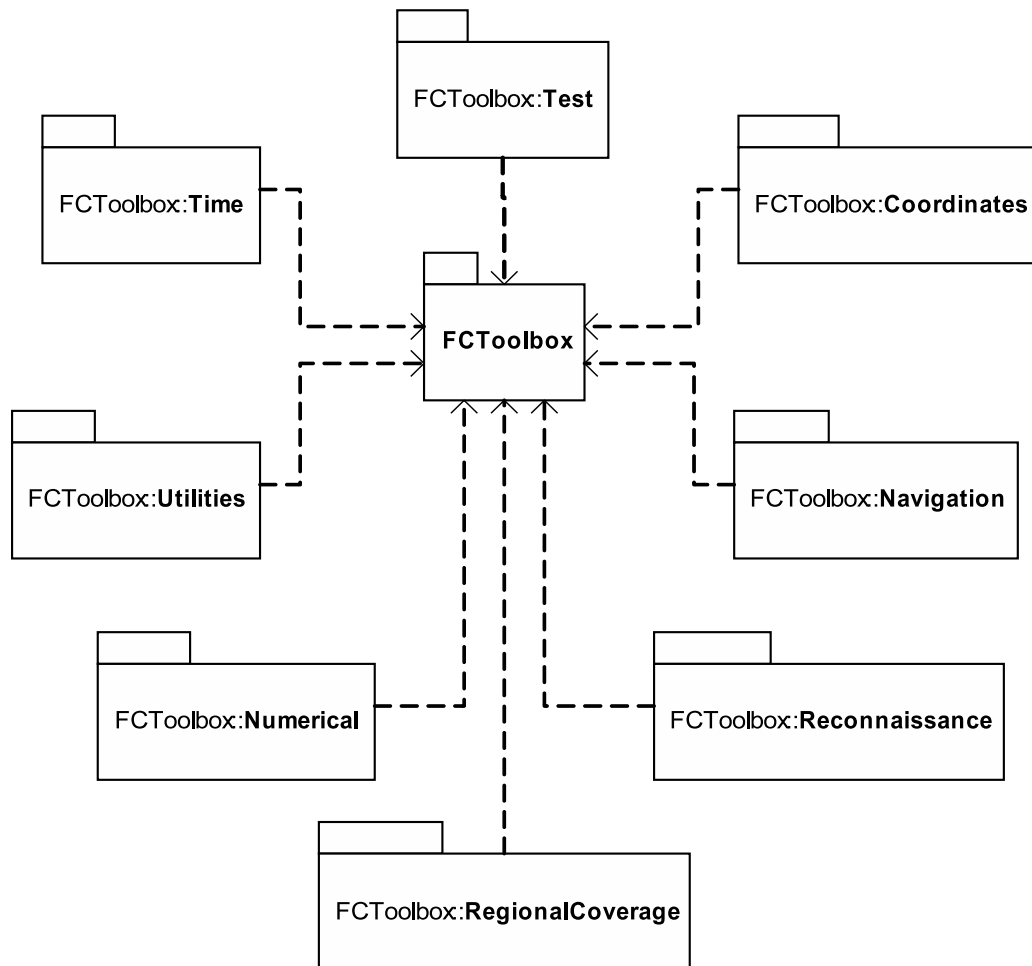 FCToolbox::Test
FCToolbox::Time
FCToolbox::Coordinates
FCToolbox
FCToolbox::Utilities
FCToolbox::Navigation
FCToolbox::Numerical
FCToolbox::Reconnaissance
FCToolbox::RegionalCoverage